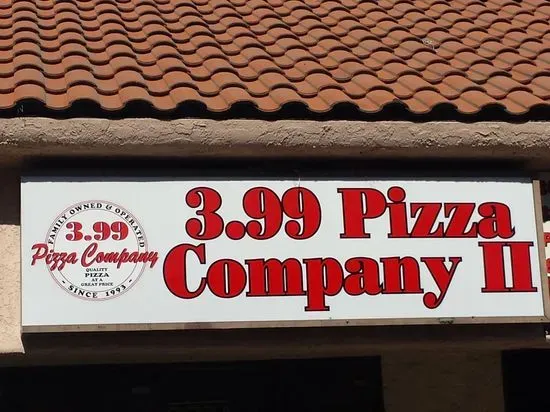 FAMILY OWNED & OPERATED
3.99
Pizza Company
QUALITY
PIZZA
AT A
GREAT PRICE
- SINCE 1993 -
3.99 Pizza
Company II